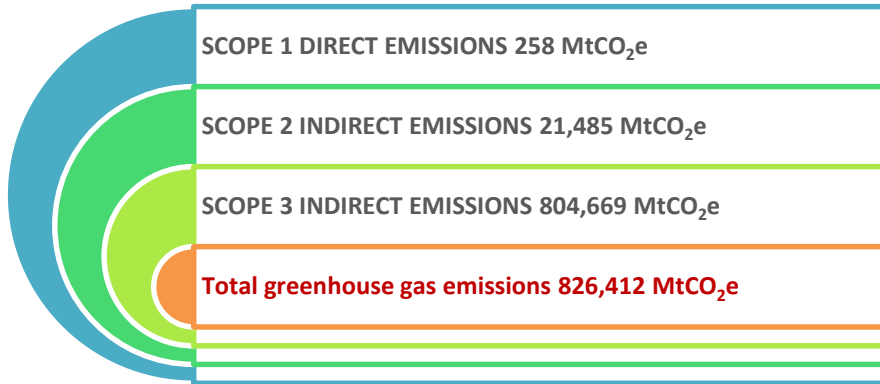 SCOPE 1 DIRECT EMISSIONS 258 MtCO₂e
SCOPE 2 INDIRECT EMISSIONS 21,485 MtCO₂e
SCOPE 3 INDIRECT EMISSIONS 804,669 MtCO₂e
Total greenhouse gas emissions 826,412 MtCO₂e